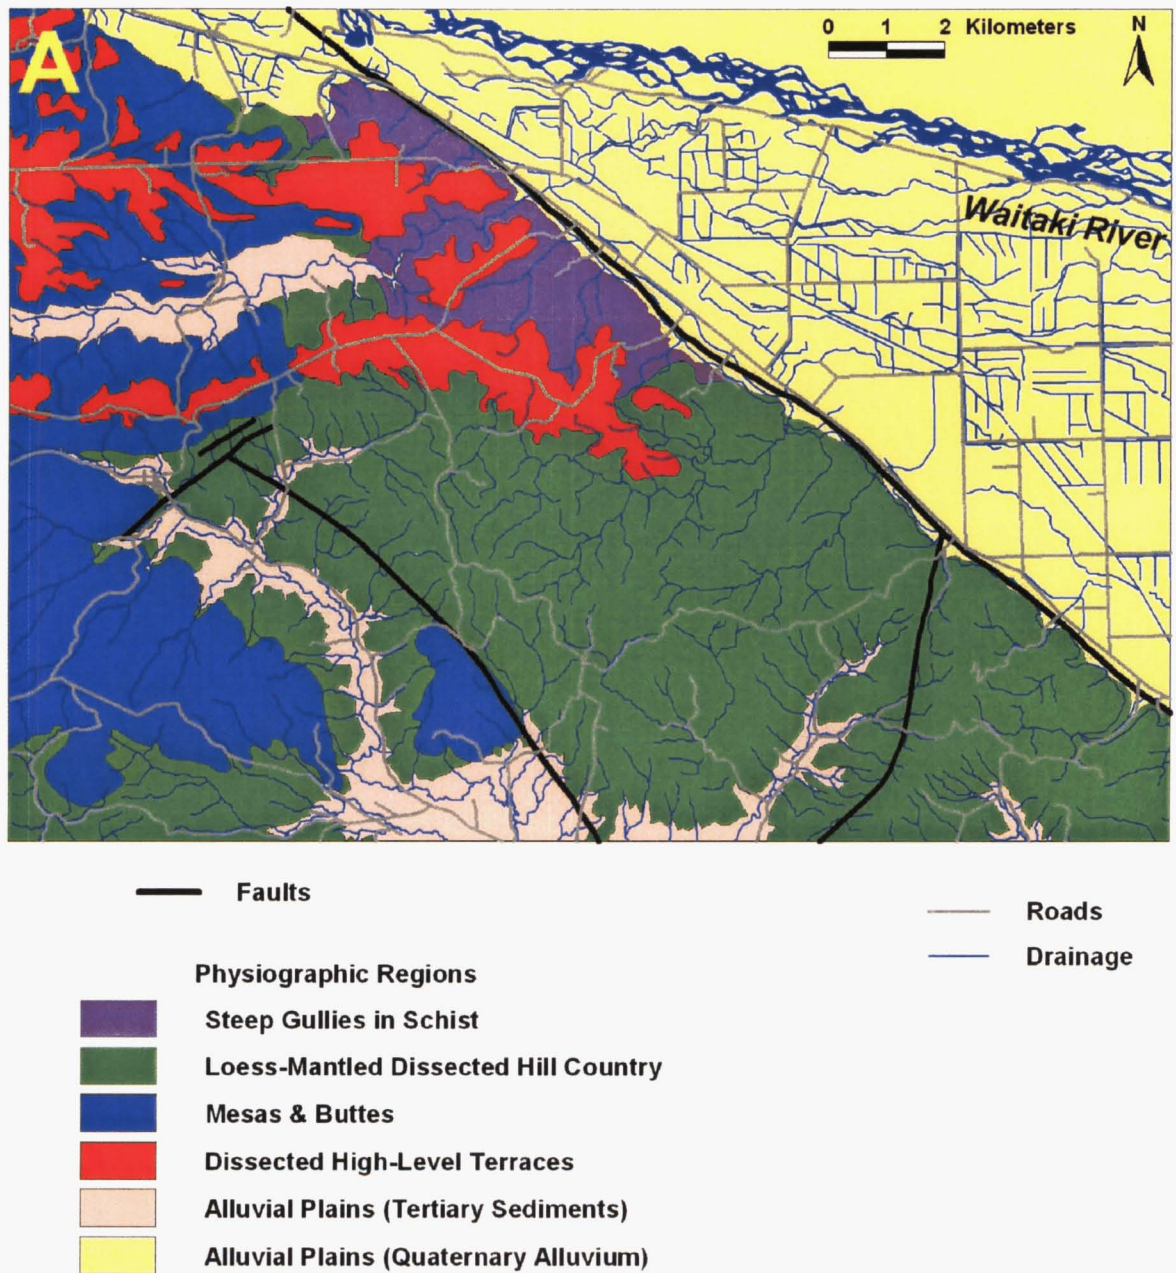 A
0 1 2 Kilometers
N
Waitaki River
Faults
Roads
Drainage
Physiographic Regions
Steep Gullies in Schist
Loess-Mantled Dissected Hill Country
Mesas & Buttes
Dissected High-Level Terraces
Alluvial Plains (Tertiary Sediments)
Alluvial Plains (Quaternary Alluvium)